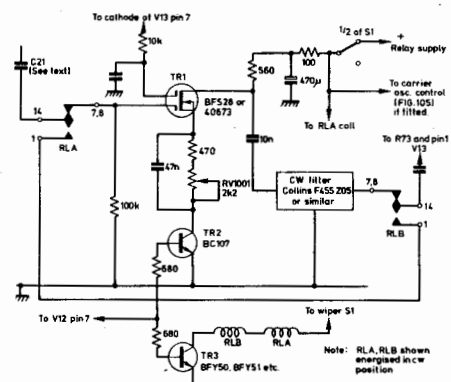 To cathode of V13 pin 7
10k
1/2 of S1
+
Relay supply
C21
(See text)
TR1
560
100
470µ
BFS28 or
40673
To carrier
osc. control
(FIG.105)
if fitted.
To RLA coil
14
7,8
1
RLA
10n
To R73 and pin1
V13
470
47n
RV1001
2k2
CW filter
Collins F455 Z05
or similar
7,8
14
1
RLB
100k
TR2
BC107
680
To V12 pin 7
To wiper S1
680
RLB
RLA
TR3
BFY50, BFY51 etc.
Note: RLA, RLB shown
energised in cw
position